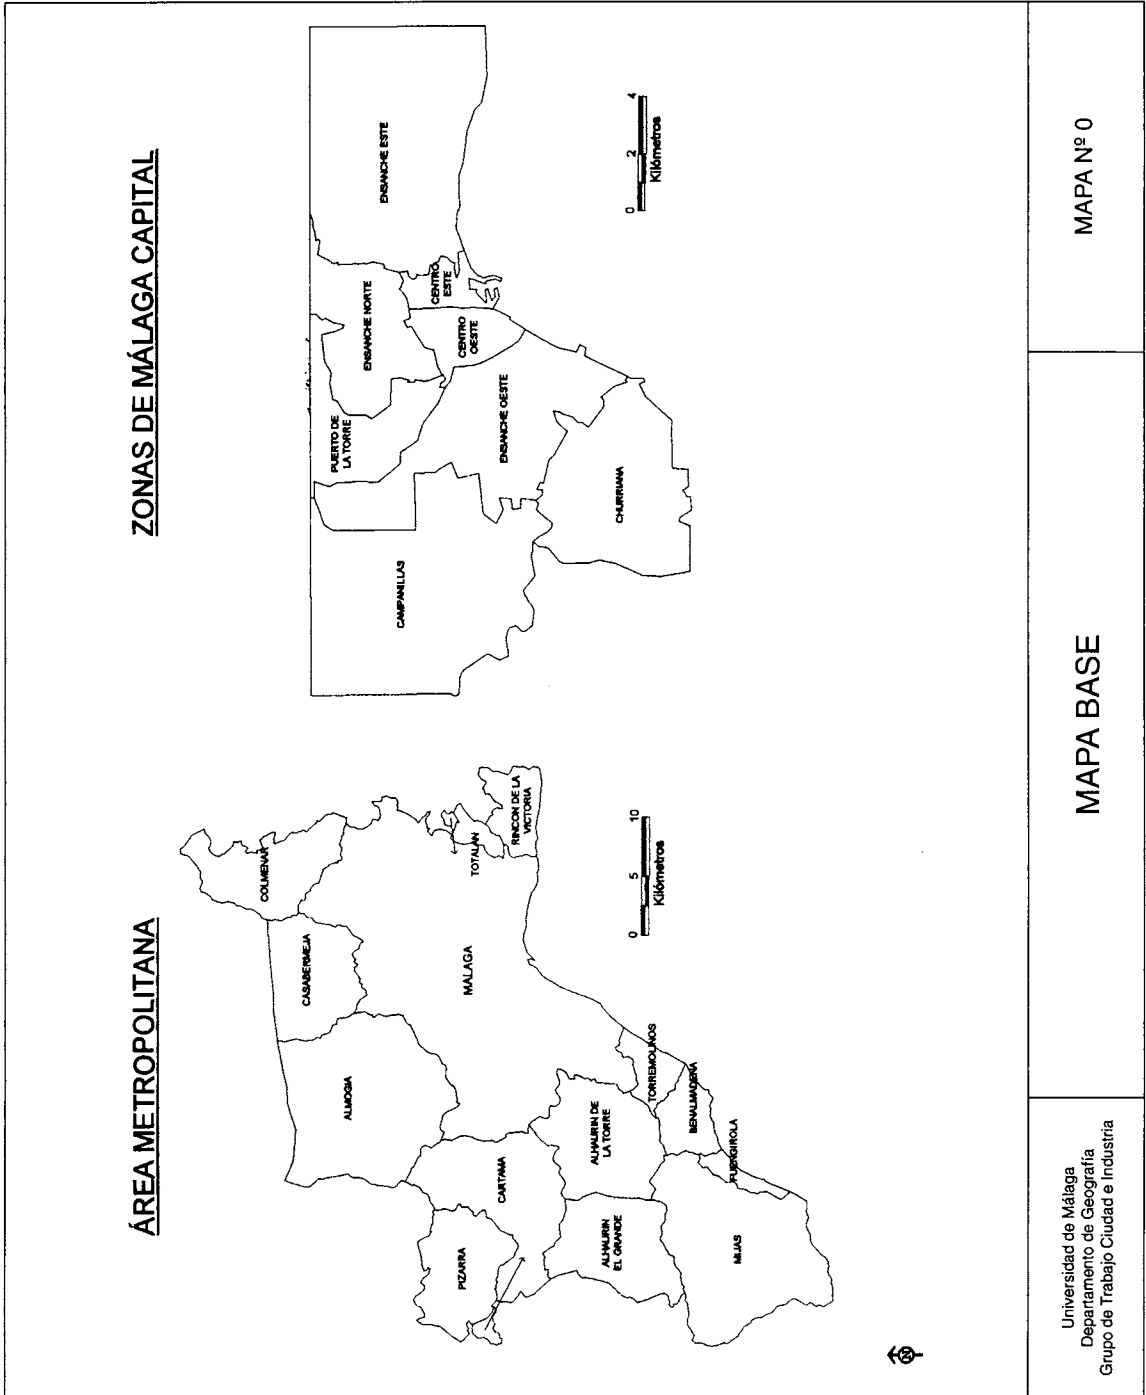 ÁREA METROPOLITANA
COLMENAR
CASABERMEJA
ALMOGIA
MALAGA
TOTALAN
RINCON DE LA
VICTORIA
PIZARRA
CARTAMA
ALHAURIN DE
LA TORRE
ALHAURIN
EL GRANDE
TORREMOLINOS
BENALMADENA
FUENGIROLA
MIJAS
0 5 10
Kilómetros
N
ZONAS DE MÁLAGA CAPITAL
ENSANCHE ESTE
ENSANCHE NORTE
CENTRO
ESTE
CENTRO
OESTE
PUERTO DE
LA TORRE
ENSANCHE OESTE
CAMPANILLAS
CHURRIANA
0 2 4
Kilómetros
Universidad de Málaga
Departamento de Geografía
Grupo de Trabajo Ciudad e Industria
MAPA BASE
MAPA Nº 0